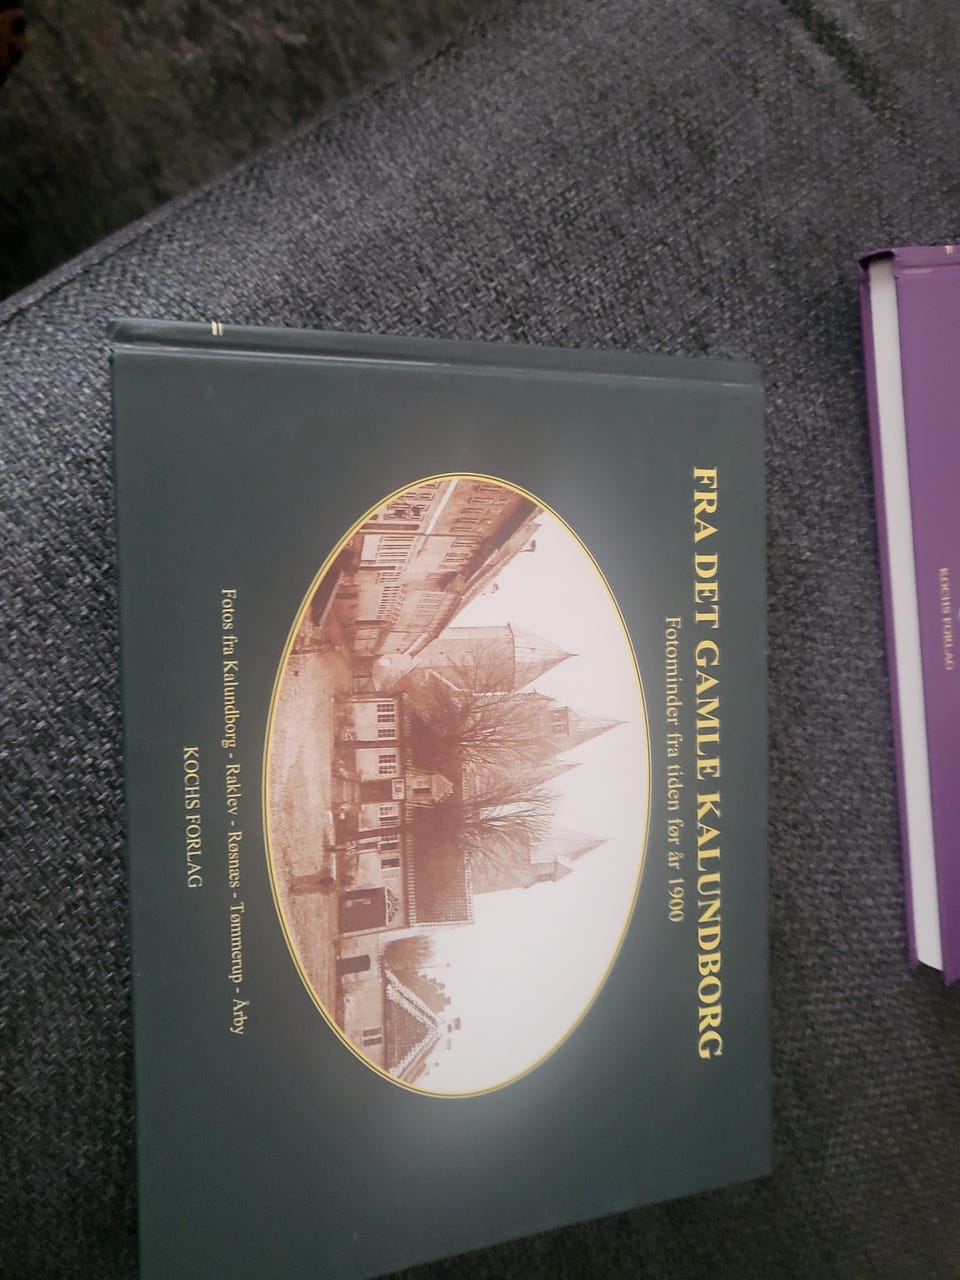 FRA DET GAMLE KALUNDBORG
Fotominder fra tiden før år 1900
Fotos fra Kalundborg - Raklev - Røsnæs - Tømmerup - Årby
KOCHS FORLAG
KOCHS FORLAG